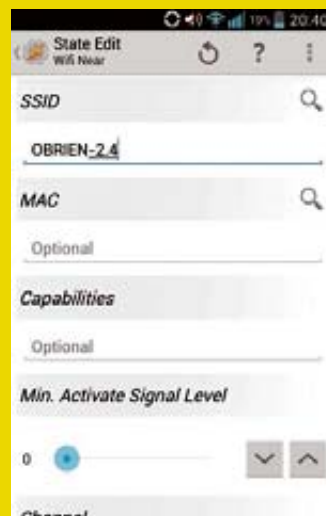 19% 20:40
State Edit
Wifi Near
?
SSID
OBRIEN-2.4
MAC
Optional
Capabilities
Optional
Min. Activate Signal Level
0
Channel